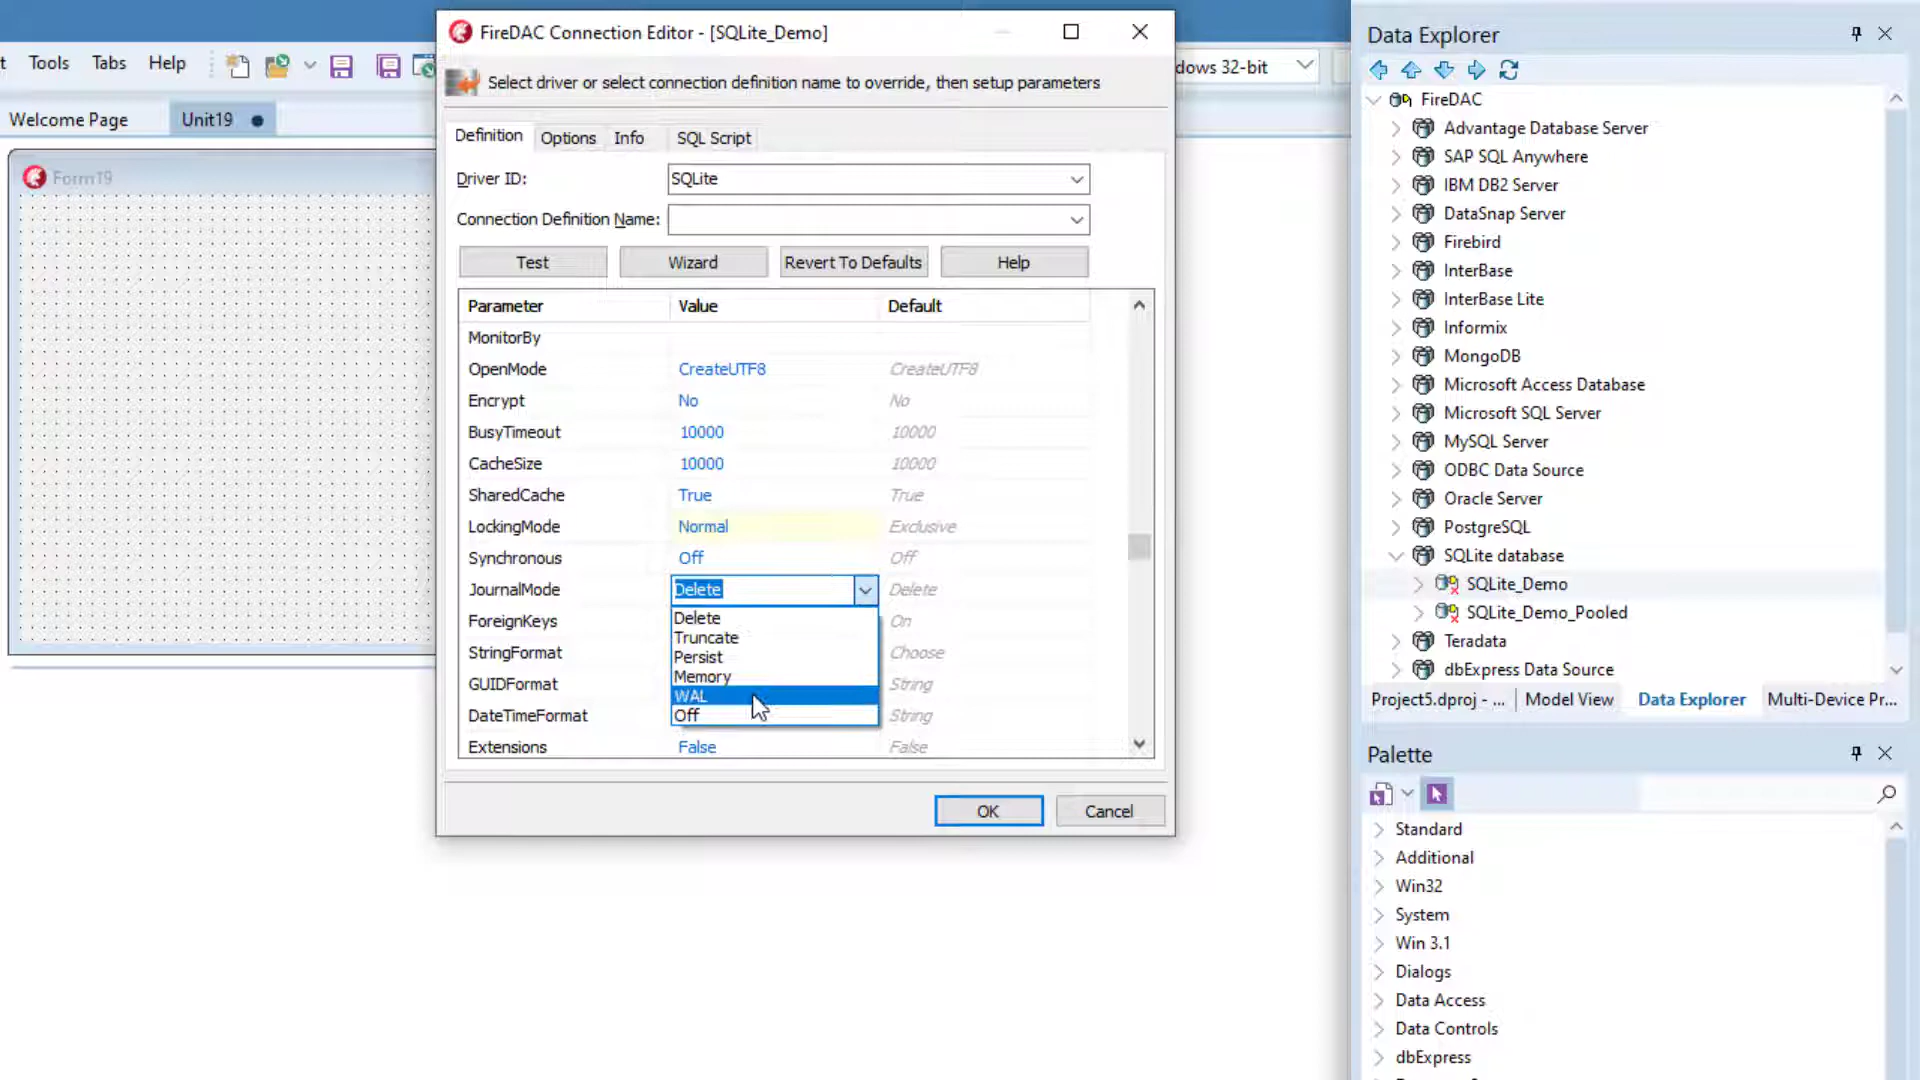 FireDAC Connection Editor - [SQLite_Demo]
Select driver or select connection definition name to override, then setup parameters
Definition
Options
Info
SQL Script
Driver ID:
SQLite
Connection Definition Name:
Test
Wizard
Revert To Defaults
Help
Parameter Value Default
MonitorBy
OpenMode CreateUTF8 CreateUTF8
Encrypt No No
BusyTimeout 10000 10000
CacheSize 10000 10000
SharedCache True True
LockingMode Normal Exclusive
Synchronous Off Off
JournalMode Delete Delete
ForeignKeys On
StringFormat Choose
GUIDFormat String
DateTimeFormat String
Extensions False False
Delete
Truncate
Persist
Memory
WAL
Off
OK
Cancel
t Tools Tabs Help
dows 32-bit
Welcome Page
Unit19
Form19
Data Explorer
FireDAC
Advantage Database Server
SAP SQL Anywhere
IBM DB2 Server
DataSnap Server
Firebird
InterBase
InterBase Lite
Informix
MongoDB
Microsoft Access Database
Microsoft SQL Server
MySQL Server
ODBC Data Source
Oracle Server
PostgreSQL
SQLite database
SQLite_Demo
SQLite_Demo_Pooled
Teradata
dbExpress Data Source
Project5.dproj - ...
Model View
Data Explorer
Multi-Device Pr...
Palette
Standard
Additional
Win32
System
Win 3.1
Dialogs
Data Access
Data Controls
dbExpress